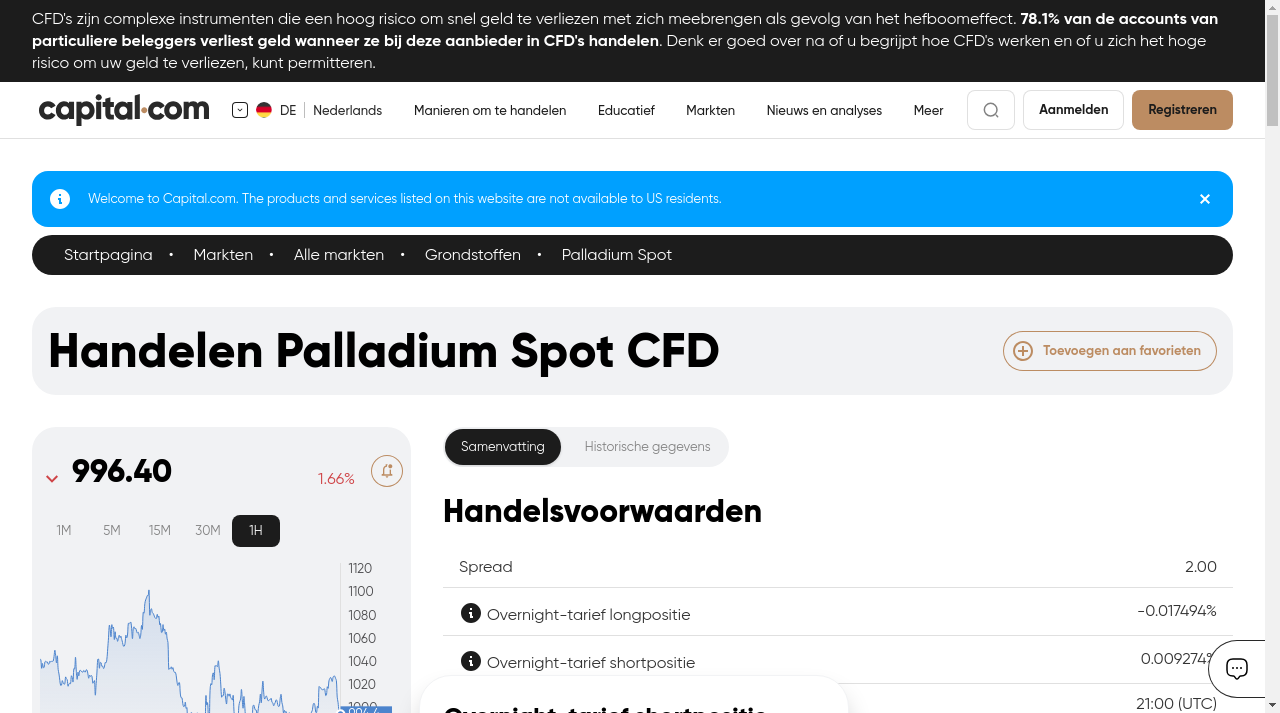 CFD's zijn complexe instrumenten die een hoog risico om snel geld te verliezen met zich meebrengen als gevolg van het hefboomeffect. 78.1% van de accounts van
particuliere beleggers verliest geld wanneer ze bij deze aanbieder in CFD's handelen. Denk er goed over na of u begrijpt hoe CFD's werken en of u zich het hoge
risico om uw geld te verliezen, kunt permitteren.
capital.com DE Nederlands Manieren om te handelen Educatief Markten Nieuws en analyses Meer Aanmelden Registreren
Welcome to Capital.com. The products and services listed on this website are not available to US residents.
Startpagina • Markten • Alle markten • Grondstoffen • Palladium Spot
Handelen Palladium Spot CFD
Toevoegen aan favorieten
996.40 1.66%
1M 5M 15M 30M 1H
1120
1100
1080
1060
1040
1020
Samenvatting Historische gegevens
Handelsvoorwaarden
Spread 2.00
Overnight-tarief longpositie -0.017494%
Overnight-tarief shortpositie 0.009274%
21:00 (UTC)
Overnight-tarief shortpositie